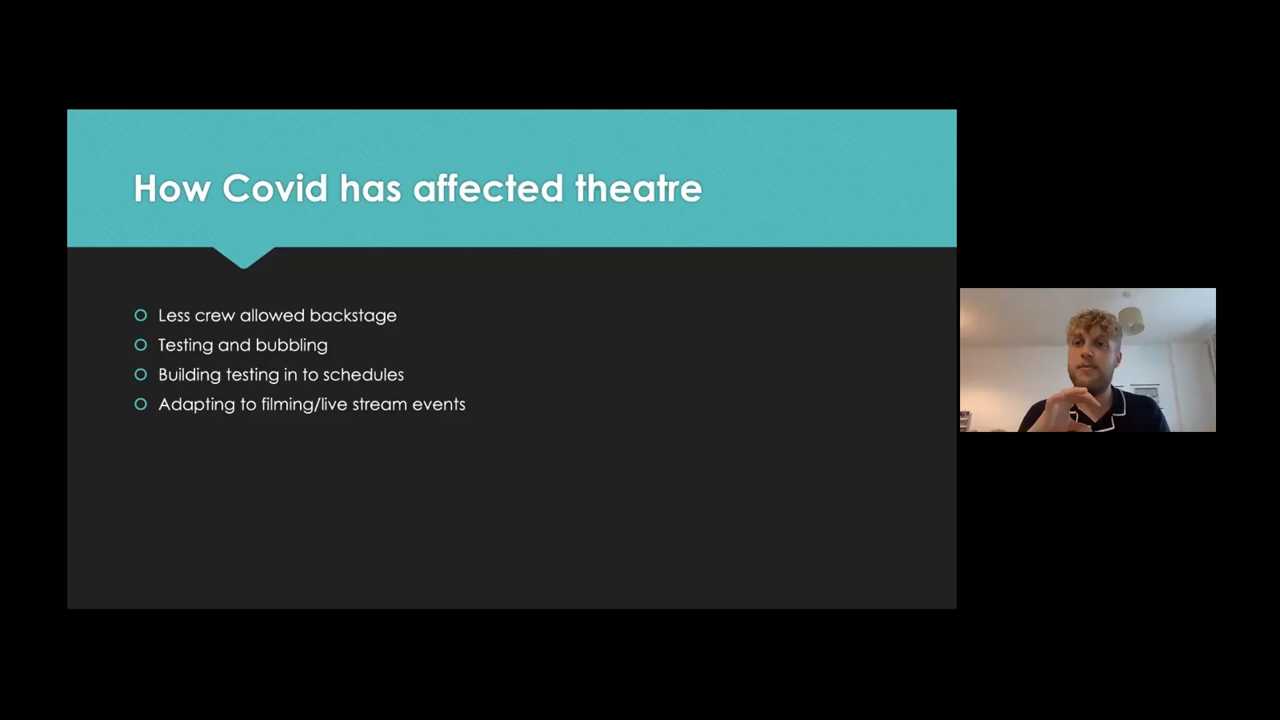 How Covid has affected theatre
Less crew allowed backstage
Testing and bubbling
Building testing in to schedules
Adapting to filming/live stream events